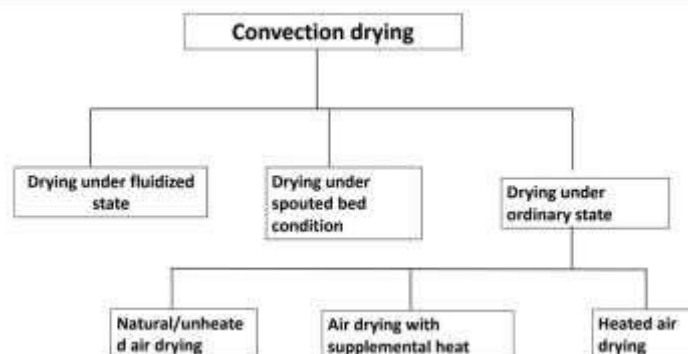 Convection drying
Drying under fluidized
state
Drying under
spouted bed
condition
Drying under
ordinary state
Natural/unheate
d air drying
Air drying with
supplemental heat
Heated air
drying